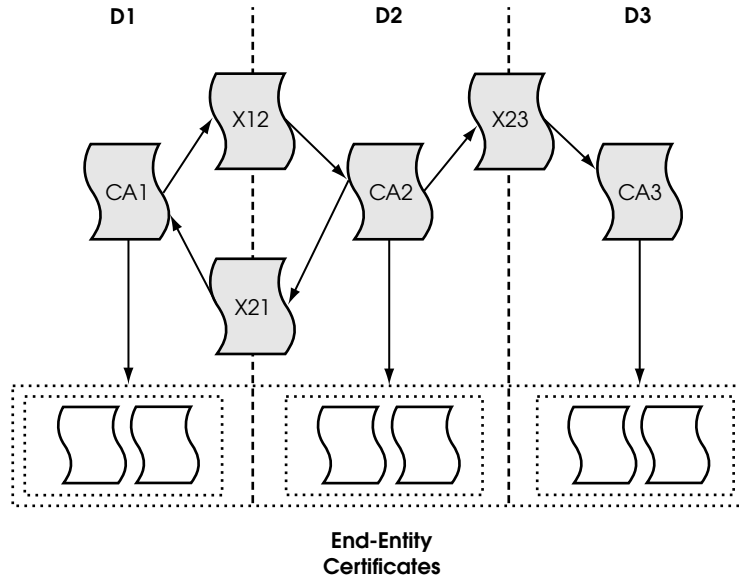 D1
D2
D3
X12
X23
CA1
CA2
CA3
X21
End-Entity
Certificates